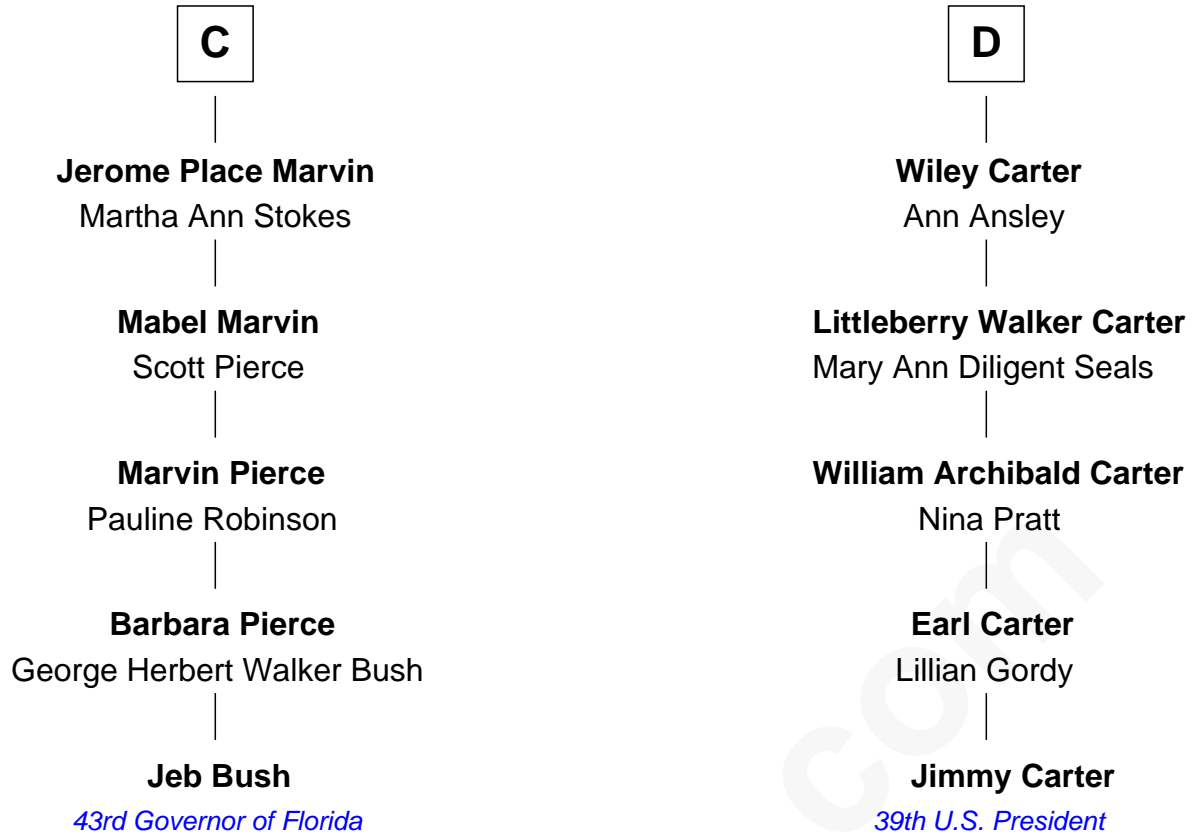 C
Jerome Place Marvin
Martha Ann Stokes
Mabel Marvin
Scott Pierce
Marvin Pierce
Pauline Robinson
Barbara Pierce
George Herbert Walker Bush
Jeb Bush
43rd Governor of Florida
D
Wiley Carter
Ann Ansley
Littleberry Walker Carter
Mary Ann Diligent Seals
William Archibald Carter
Nina Pratt
Earl Carter
Lillian Gordy
Jimmy Carter
39th U.S. President
com